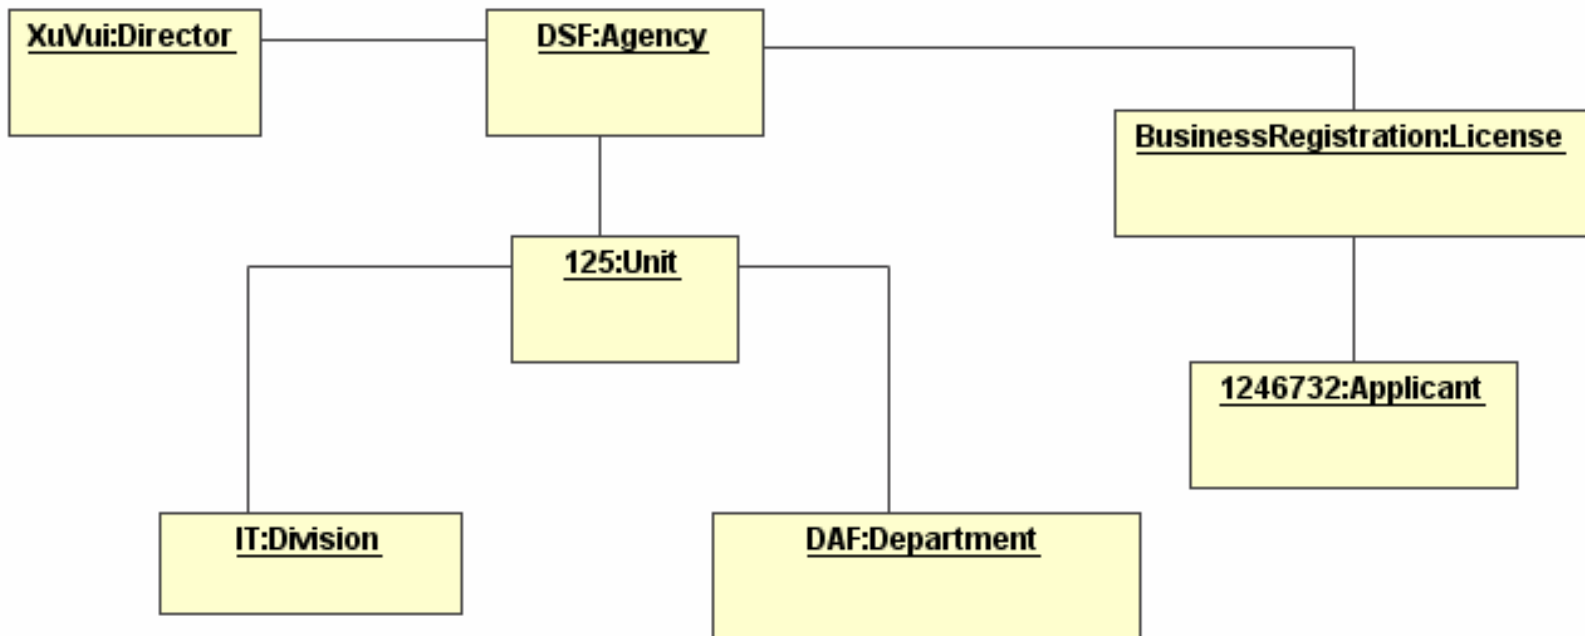 XuVui:Director
DSF:Agency
BusinessRegistration:License
125:Unit
1246732:Applicant
IT:Division
DAF:Department